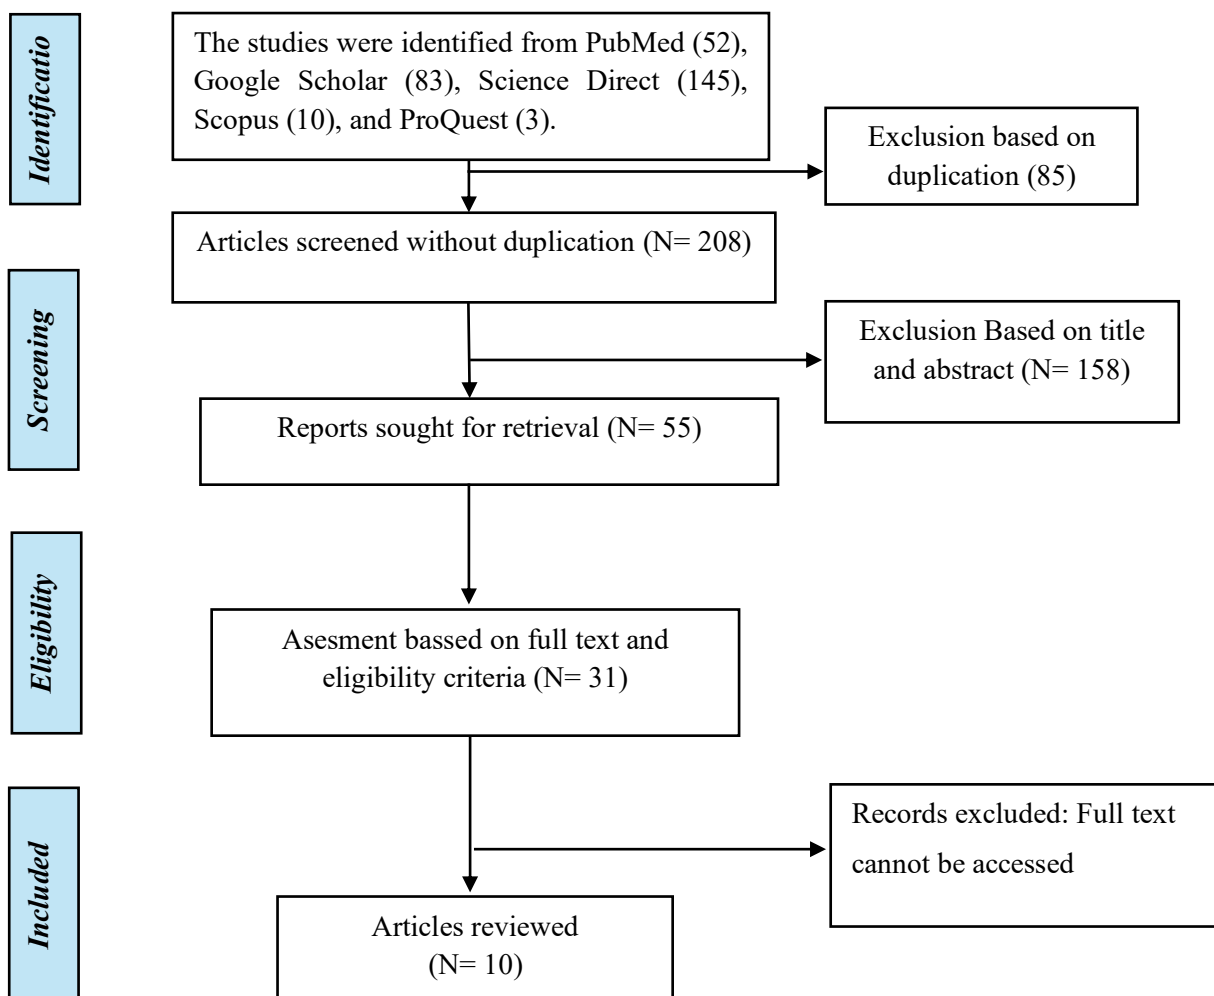 Identificatio
The studies were identified from PubMed (52),
Google Scholar (83), Science Direct (145),
Scopus (10), and ProQuest (3).
Exclusion based on
duplication (85)
Articles screened without duplication (N= 208)
Screening
Exclusion Based on title
and abstract (N= 158)
Reports sought for retrieval (N= 55)
Eligibility
Asesment bassed on full text and
eligibility criteria (N= 31)
Included
Records excluded: Full text
cannot be accessed
Articles reviewed
(N= 10)